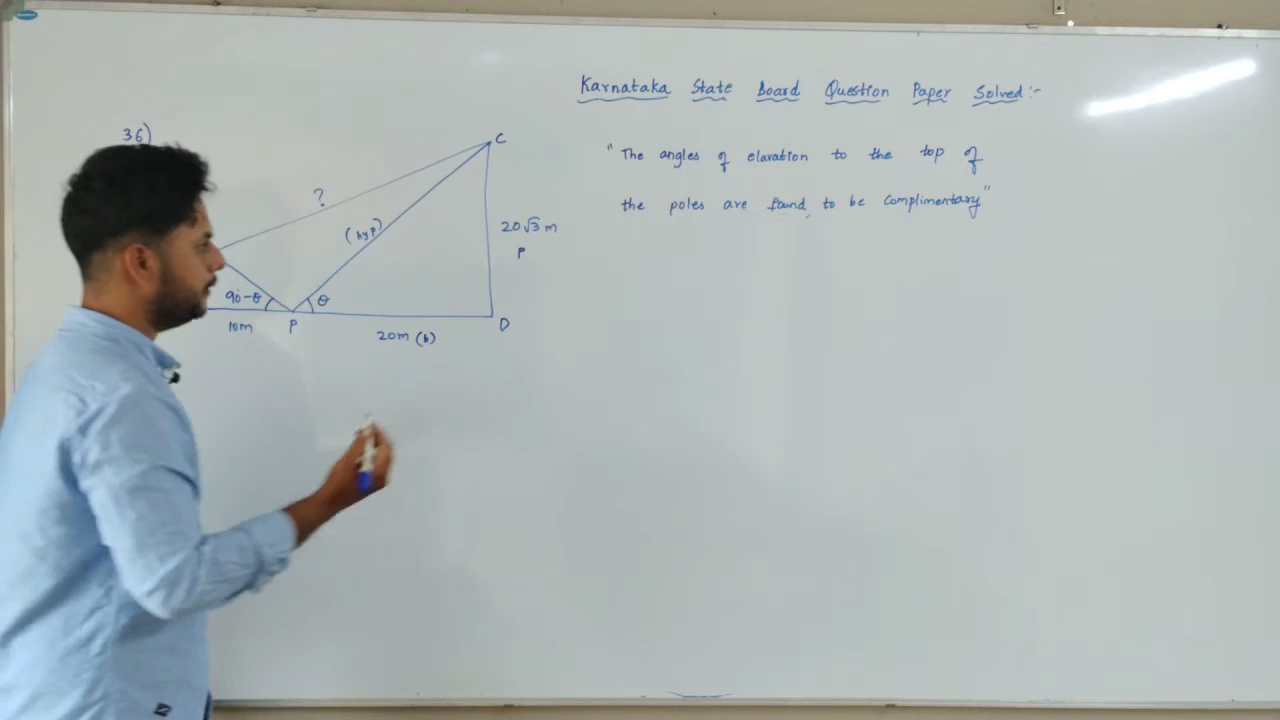 Karnataka State Board Question Paper Solved :-
36)
" The angles of elavation to the top of
the poles are found to be complimentary "
C
?
(hyp)
20√3 m
P
90-θ
θ
10m
P
20m (b)
D